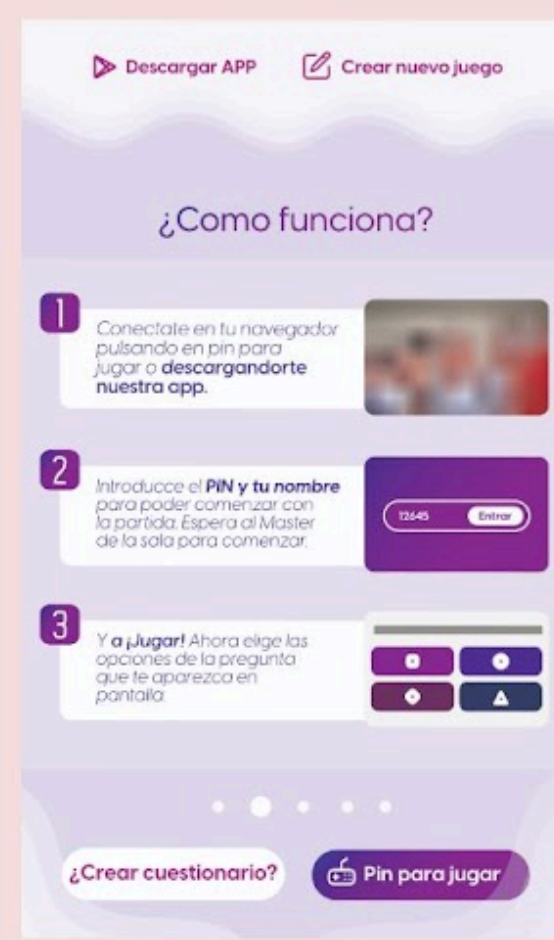 Descargar APP
Crear nuevo juego
¿Como funciona?
1
Conectate en tu navegador
pulsando en pin para
jugar o descargandorte
nuestra app.
2
Introducce el PIN y tu nombre
para poder comenzar con
la partida. Espera al Master
de la sala para comenzar.
12645
Entrar
3
Y a ¡Jugar! Ahora elige las
opciones de la pregunta
que te aparezca en
pantalla
¿Crear cuestionario?
Pin para jugar